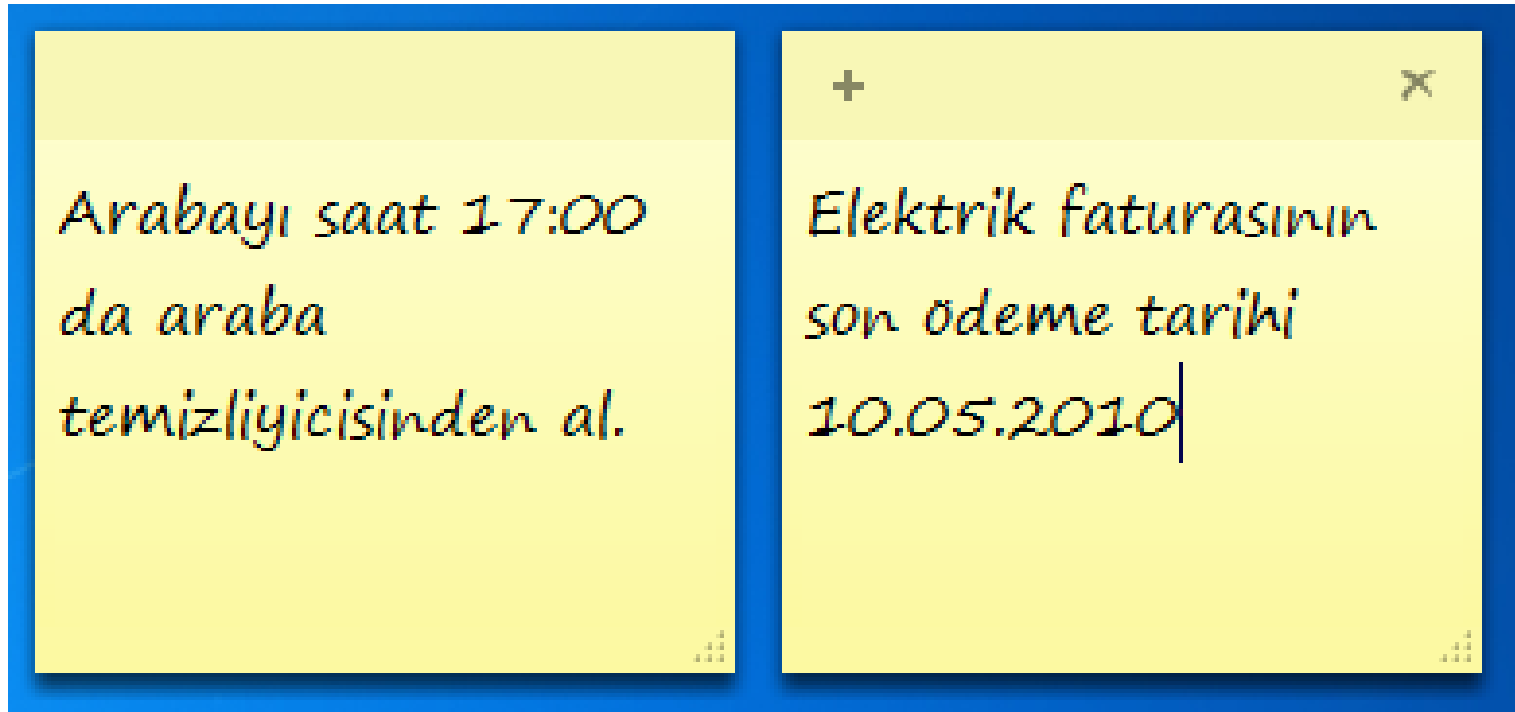 Arabayı saat 17:00
da araba
temizliyicisinden al.
Elektrik faturasının
son ödeme tarihi
10.05.2010